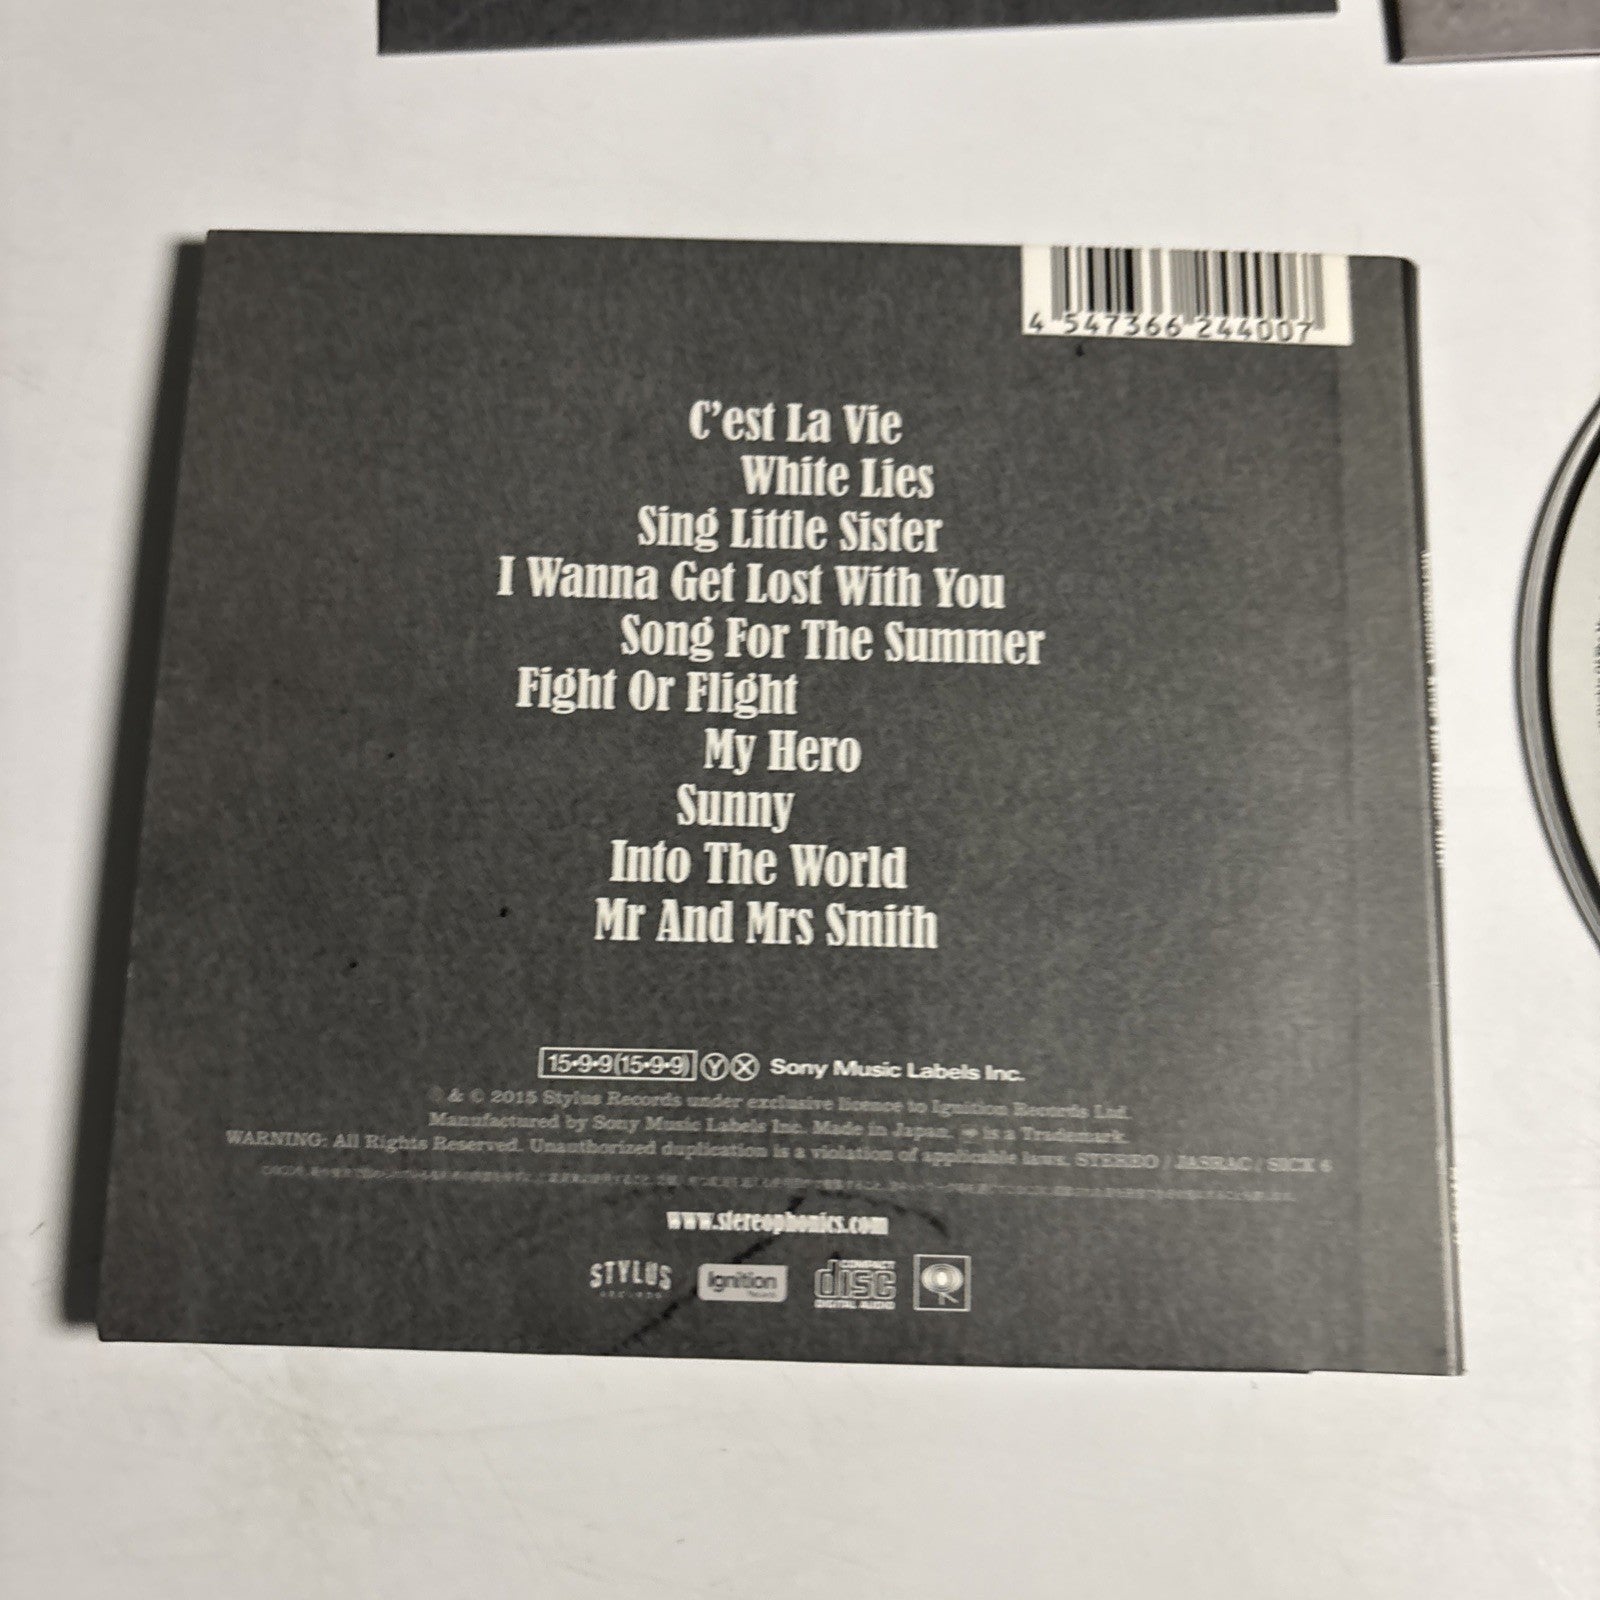 4 547366 244007
C'est La Vie
White Lies
Sing Little Sister
I Wanna Get Lost With You
Song For The Summer
Fight Or Flight
My Hero
Sunny
Into The World
Mr And Mrs Smith
15•9•9(15•9•9) Y X Sony Music Labels Inc.
℗ & © 2015 Stylus Records under exclusive licence to Ignition Records Ltd.
Manufactured by Sony Music Labels Inc. Made in Japan. is a Trademark.
WARNING: All Rights Reserved. Unauthorized duplication is a violation of applicable laws. STEREO / JASRAC / SICX 6
www.stereophonics.com
STYLUS RECORDS Ignition Records COMPACT disc DIGITAL AUDIO